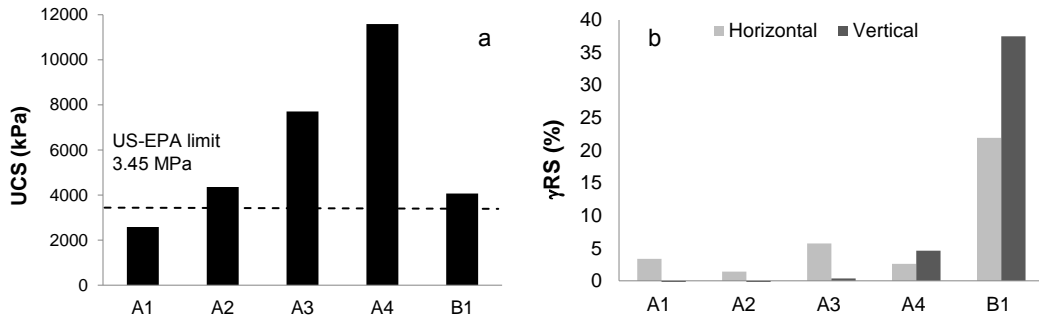 12000
a
10000
8000
UCS (kPa)
US-EPA limit
3.45 MPa
6000
4000
2000
0
A1 A2 A3 A4 B1
40
b
Horizontal Vertical
35
30
25
γRS (%)
20
15
10
5
0
A1 A2 A3 A4 B1